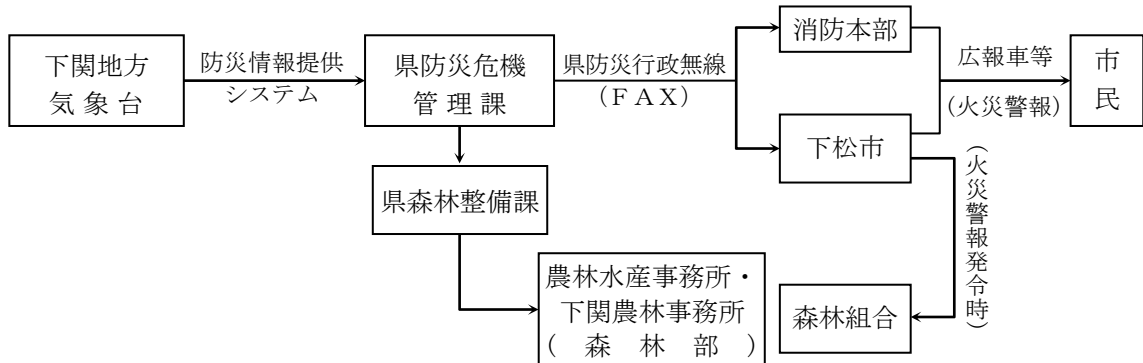 下関地方
気象台
防災情報提供
システム
県防災危機
管理課
県防災行政無線
(ＦＡＸ)
消防本部
下松市
広報車等
(火災警報)
市
民
県森林整備課
農林水産事務所・
下関農林事務所
(森林部)
森林組合
(火災警報発令時)